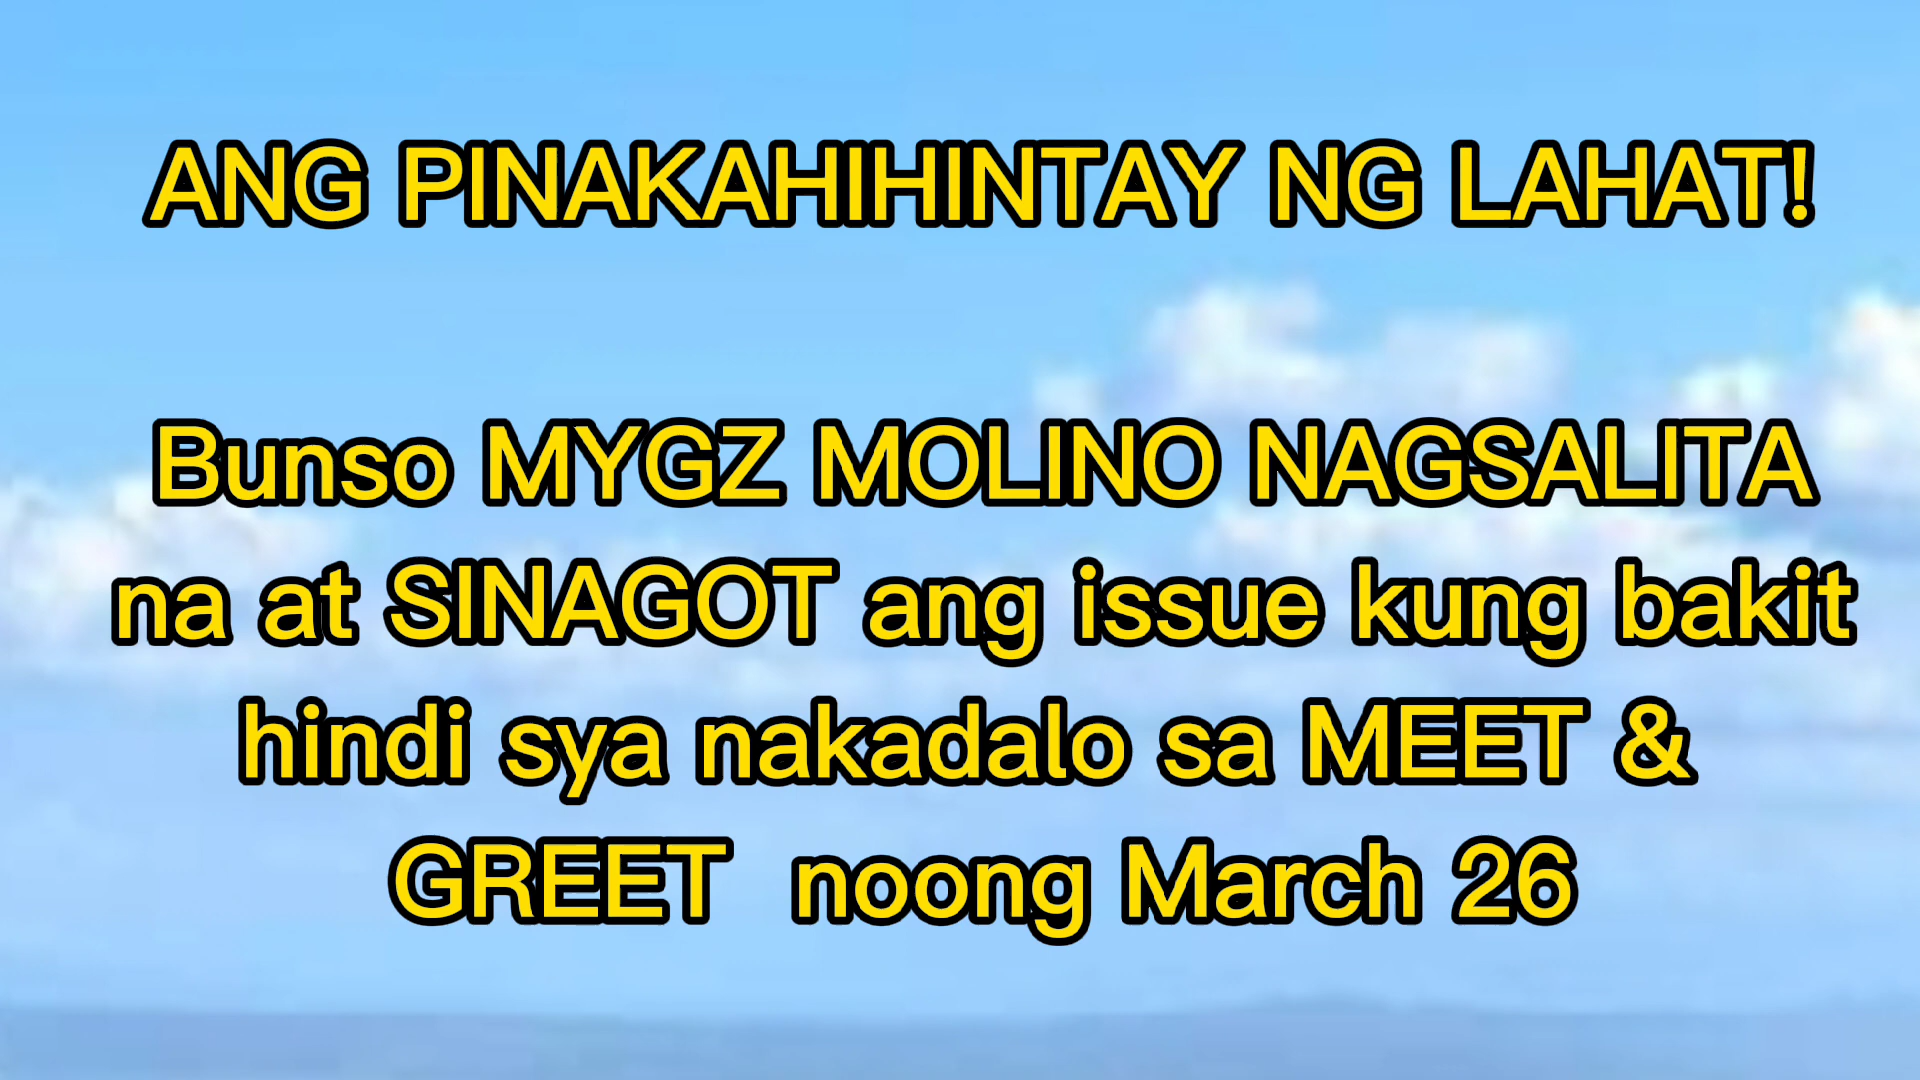 ANG PINAKAHIHINTAY NG LAHAT!
Bunso MYGZ MOLINO NAGSALITA
na at SINAGOT ang issue kung bakit
hindi sya nakadalo sa MEET &
GREET noong March 26